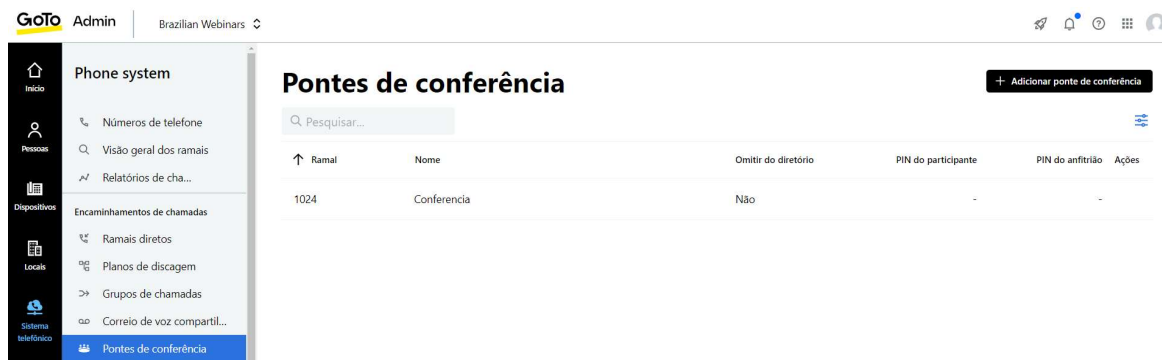 GoTo Admin Brazilian Webinars
Início
Pessoas
Dispositivos
Locais
Sistema
telefônico
Phone system
Números de telefone
Visão geral dos ramais
Relatórios de cha...
Encaminhamentos de chamadas
Ramais diretos
Planos de discagem
Grupos de chamadas
Correio de voz compartil...
Pontes de conferência
Pontes de conferência
+ Adicionar ponte de conferência
Pesquisar...
Ramal Nome Omitir do diretório PIN do participante PIN do anfitrião Ações
1024 Conferencia Não - -